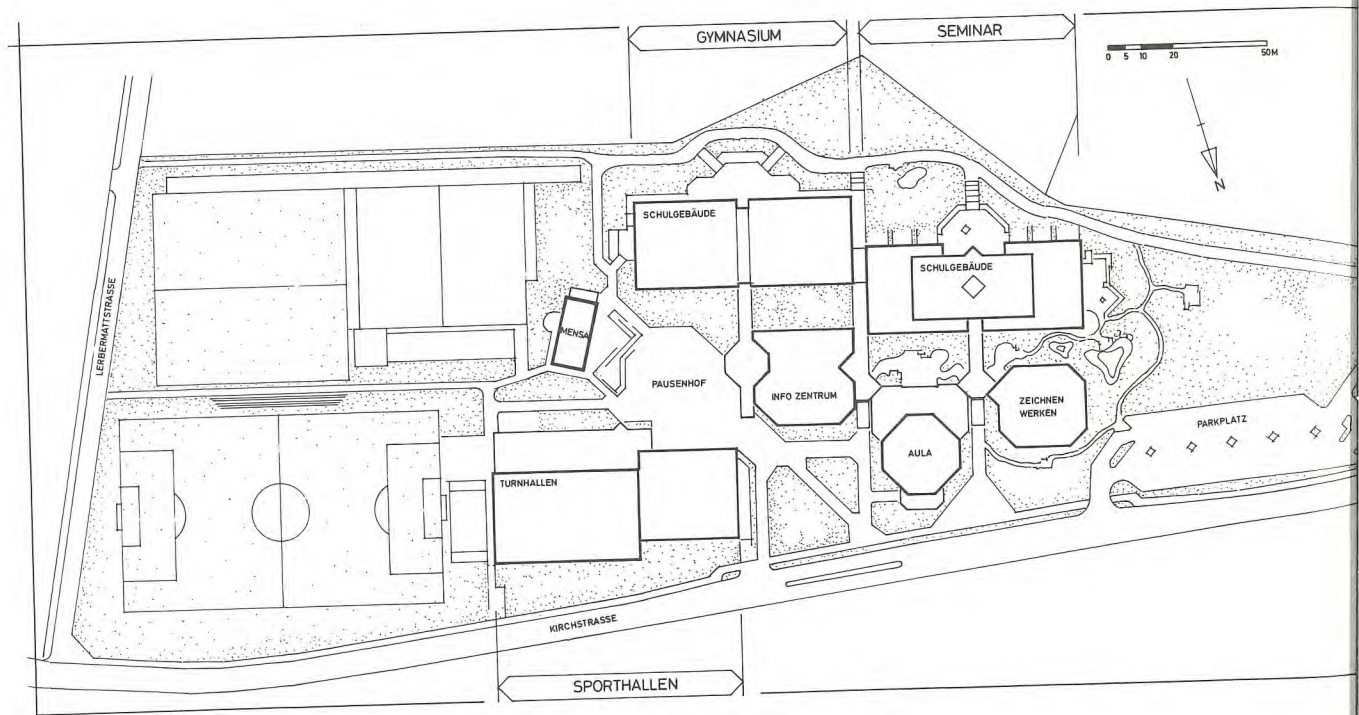 GYMNASIUM
SEMINAR
0 5 10 20 50M
N
SCHULGEBÄUDE
SCHULGEBÄUDE
LERBERMATTSTRASSE
MENSA
PAUSENHOF
INFO ZENTRUM
ZEICHNEN
WERKEN
PARKPLATZ
AULA
TURNHALLEN
KIRCHSTRASSE
SPORTHALLEN